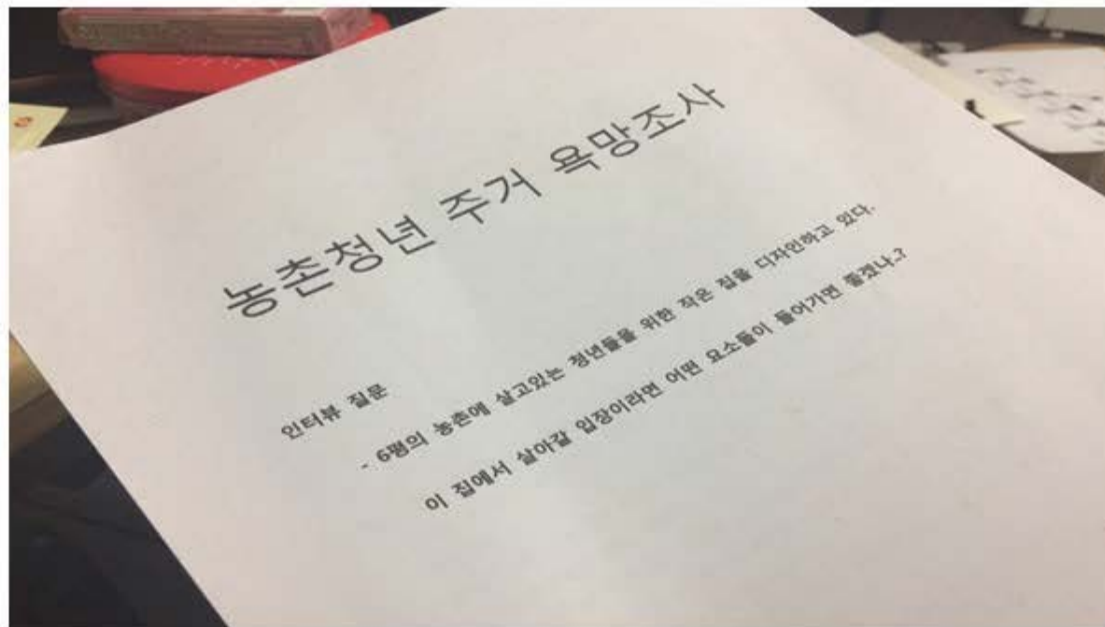 농촌청년 주거 욕망조사
인터뷰 질문
- 6평의 농촌에 살고있는 청년들을 위한 작은 집을 디자인하고 있다.
이 집에서 살아갈 입장이라면 어떤 요소들이 들어가면 좋겠나.?